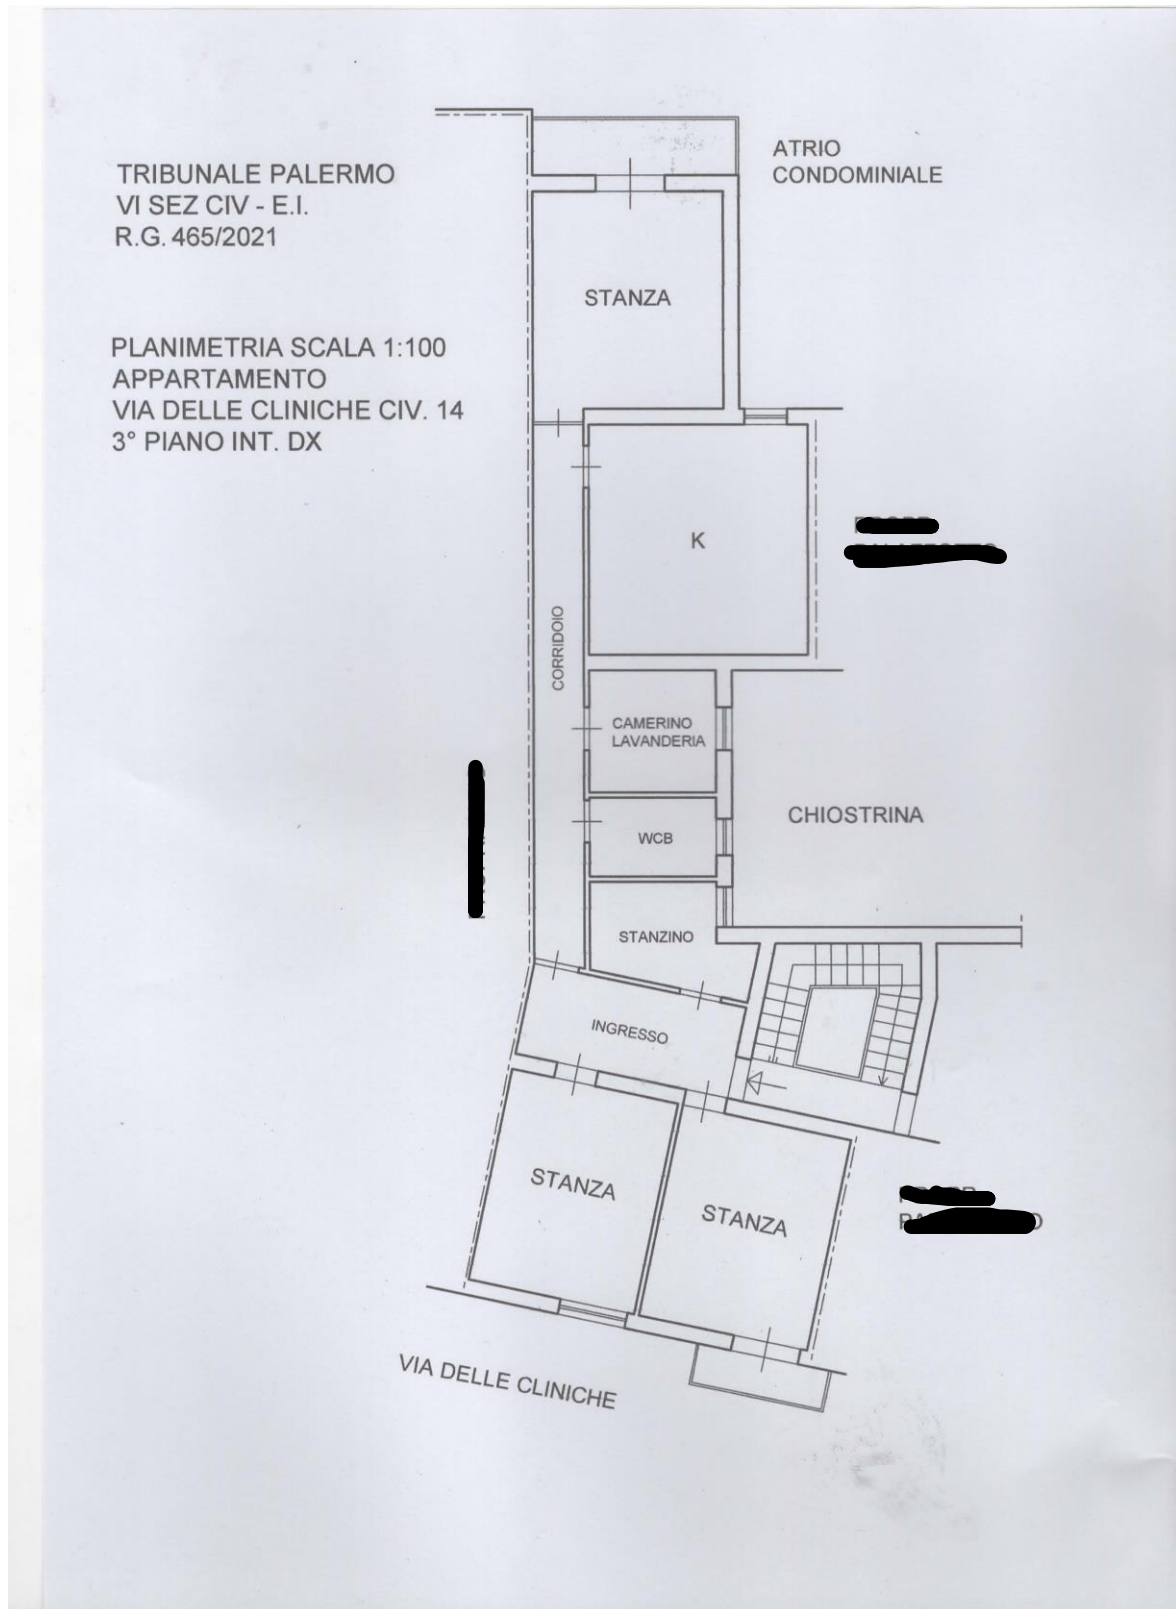 ATRIO
CONDOMINIALE
TRIBUNALE PALERMO
VI SEZ CIV - E.I.
R.G. 465/2021
STANZA
PLANIMETRIA SCALA 1:100
APPARTAMENTO
VIA DELLE CLINICHE CIV. 14
3° PIANO INT. DX
K
CORRIDOIO
CAMERINO
LAVANDERIA
CHIOSTRINA
WCB
STANZINO
INGRESSO
STANZA
STANZA
VIA DELLE CLINICHE